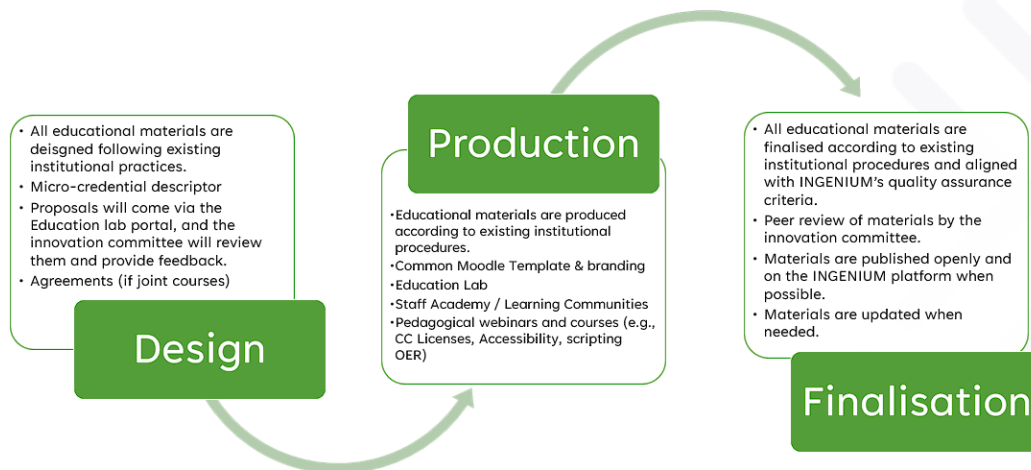 • All educational materials are
deisgned following existing
institutional practices.
• Micro-credential descriptor
• Proposals will come via the
Education lab portal, and the
innovation committee will review
them and provide feedback.
• Agreements (if joint courses)
Design
Production
•Educational materials are produced
according to existing institutional
procedures.
•Common Moodle Template & branding
•Education Lab
•Staff Academy / Learning Communities
•Pedagogical webinars and courses (e.g.,
CC Licenses, Accessibility, scripting
OER)
• All educational materials are
finalised according to existing
institutional procedures and aligned
with INGENIUM's quality assurance
criteria.
• Peer review of materials by the
innovation committee.
• Materials are published openly and
on the INGENIUM platform when
possible.
• Materials are updated when
needed.
Finalisation